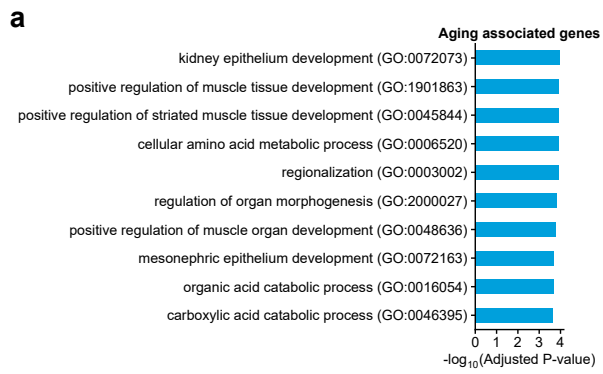 a
Aging associated genes
kidney epithelium development (GO:0072073)
positive regulation of muscle tissue development (GO:1901863)
positive regulation of striated muscle tissue development (GO:0045844)
cellular amino acid metabolic process (GO:0006520)
regionalization (GO:0003002)
regulation of organ morphogenesis (GO:2000027)
positive regulation of muscle organ development (GO:0048636)
mesonephric epithelium development (GO:0072163)
organic acid catabolic process (GO:0016054)
carboxylic acid catabolic process (GO:0046395)
0 1 2 3 4
-log₁₀(Adjusted P-value)